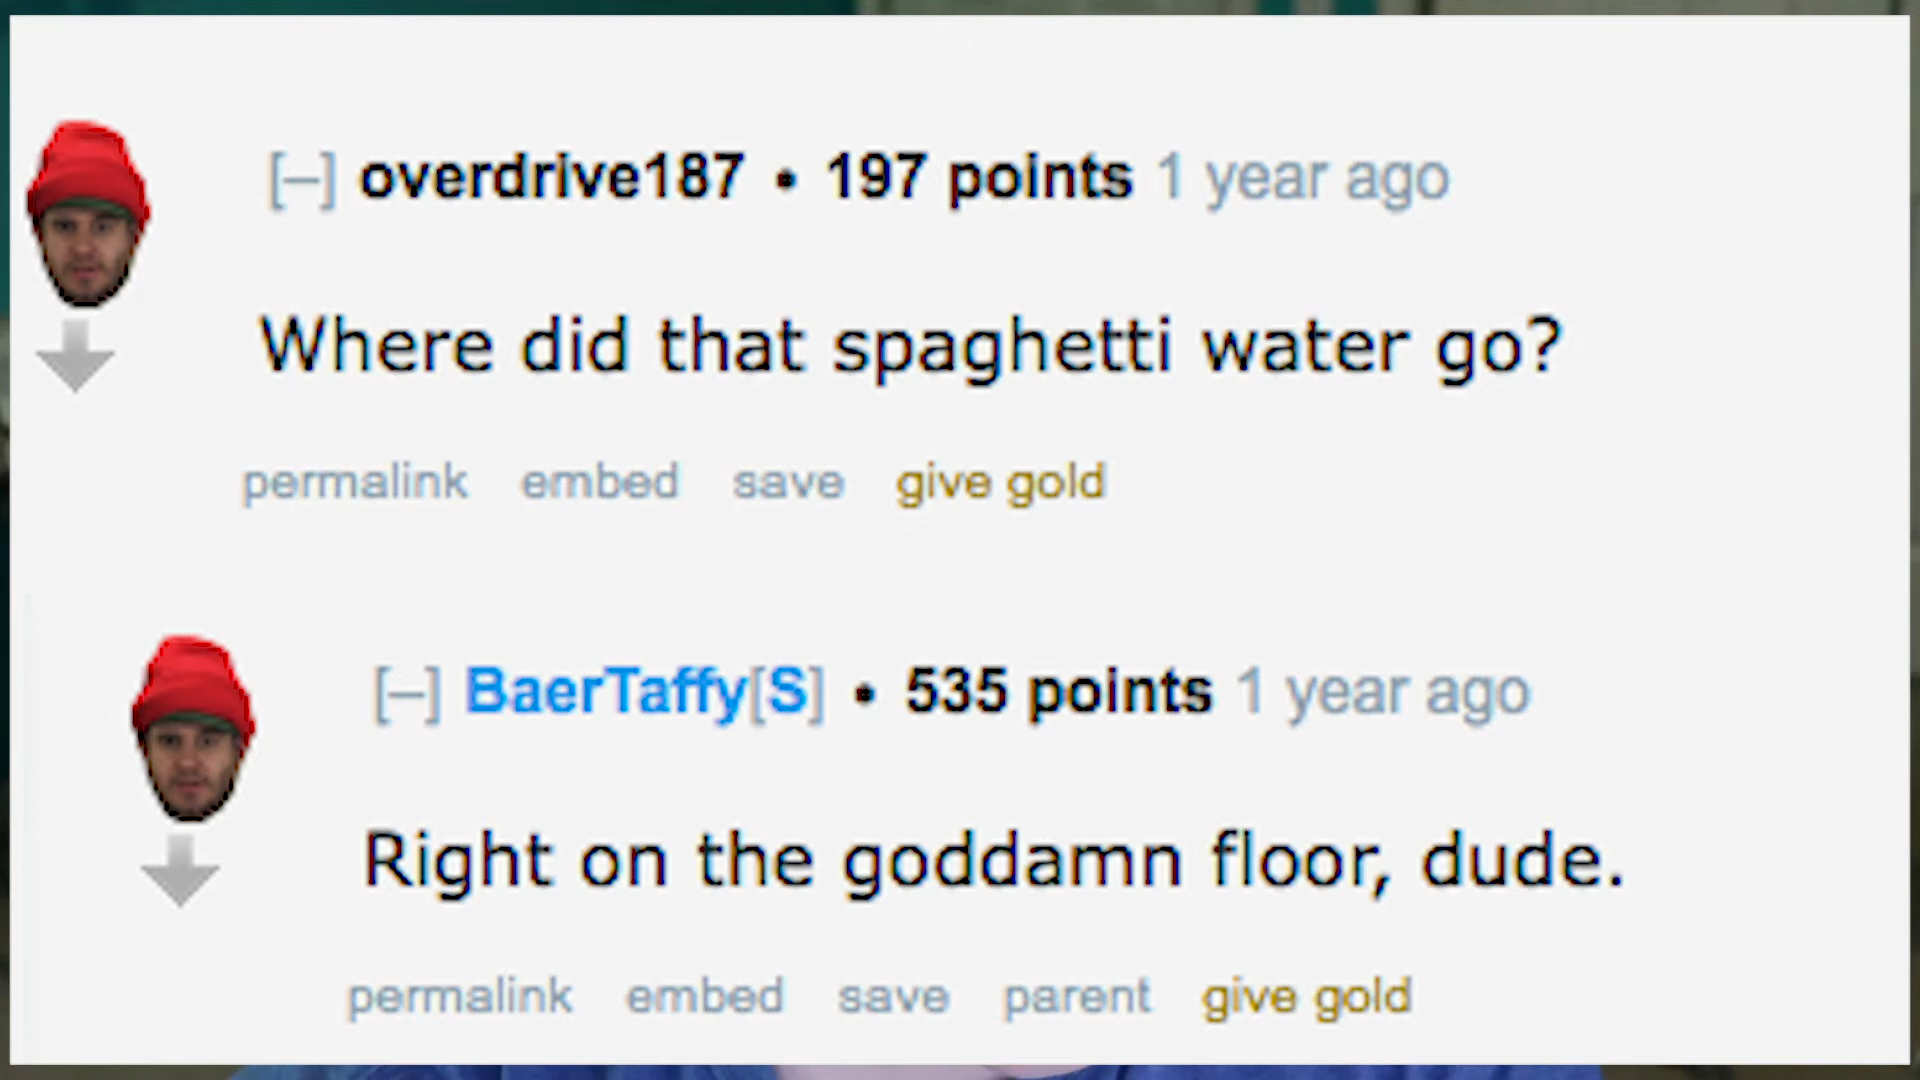 [–] overdrive187 • 197 points 1 year ago
Where did that spaghetti water go?
permalink embed save give gold
[–] BaerTaffy[S] • 535 points 1 year ago
Right on the goddamn floor, dude.
permalink embed save parent give gold